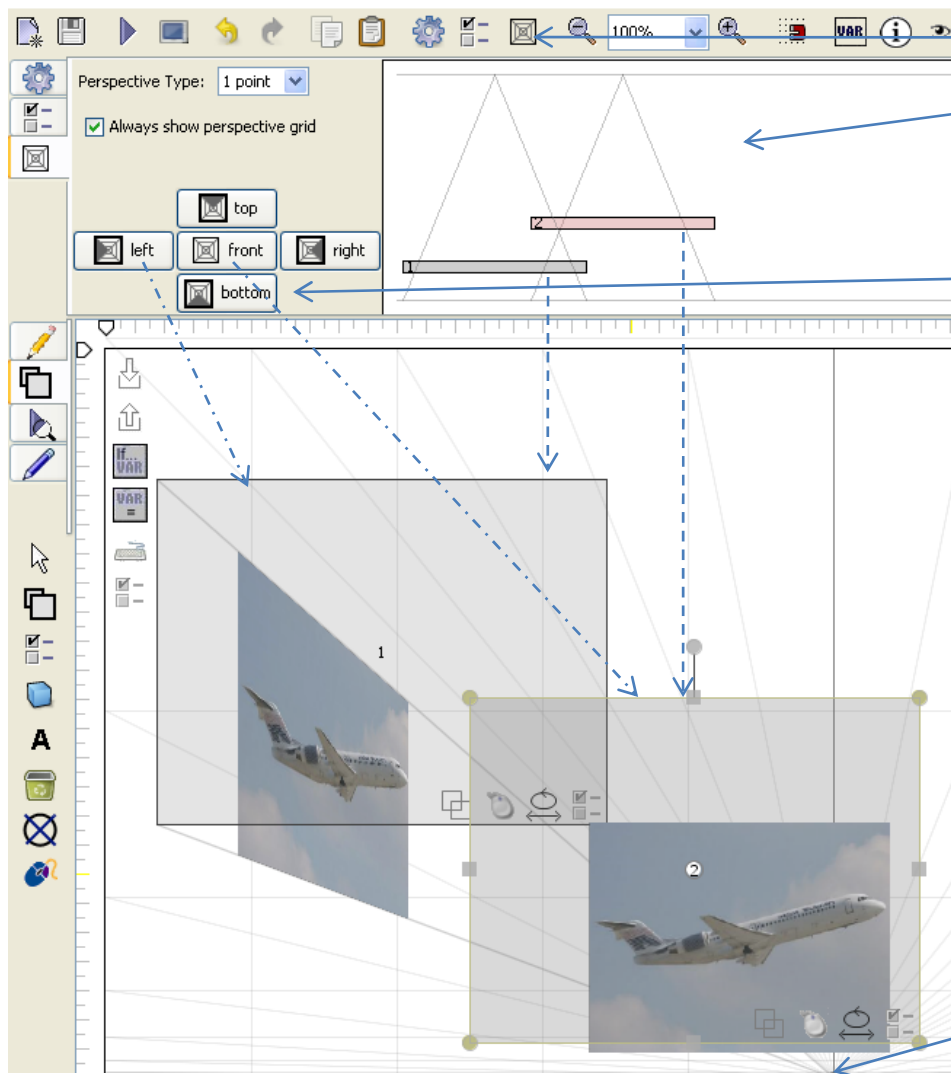 100%
VAR
i
Perspective Type: 1 point
Always show perspective grid
top
left
front
right
bottom
2
1
If...
VAR
VAR
=
1
2
A